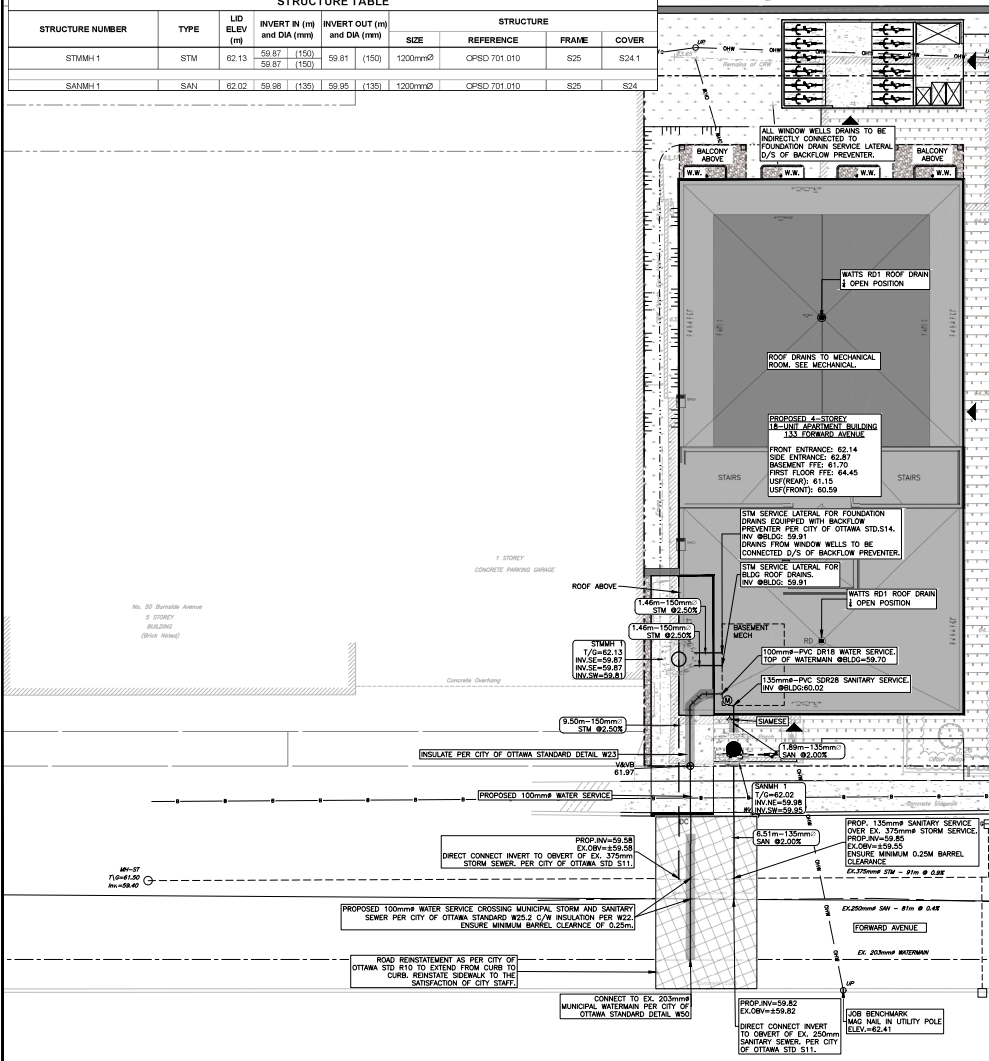 STRUCTURE TABLE
STRUCTURE NUMBER TYPE LID ELEV (m) INVERT IN (m) and DIA (mm) INVERT OUT (m) and DIA (mm) STRUCTURE
SIZE REFERENCE FRAME COVER
STMMH 1 STM 62.13 59.87 (150) 59.81 (150) 1200mmØ OPSD 701.010 S25 S24.1
59.87 (150)
SANMH 1 SAN 62.02 59.98 (135) 59.95 (135) 1200mmØ OPSD 701.010 S25 S24
UP
OHW
OHW
OHW
OHW
Remains of CRW
ALL WINDOW WELLS DRAINS TO BE
INDIRECTLY CONNECTED TO
FOUNDATION DRAIN SERVICE LATERAL
D/S OF BACKFLOW PREVENTER.
BALCONY
ABOVE
BALCONY
ABOVE
W.W.
W.W.
W.W.
W.W.
WATTS RD1 ROOF DRAIN
OPEN POSITION
ROOF DRAINS TO MECHANICAL
ROOM. SEE MECHANICAL.
PROPOSED 4-STOREY
18-UNIT APARTMENT BUILDING
133 FORWARD AVENUE
FRONT ENTRANCE: 62.14
SIDE ENTRANCE: 62.87
BASEMENT FFE: 61.70
FIRST FLOOR FFE: 64.45
USF(REAR): 61.15
USF(FRONT): 60.59
STAIRS
STAIRS
STM SERVICE LATERAL FOR FOUNDATION
DRAINS EQUIPPED WITH BACKFLOW
PREVENTER PER CITY OF OTTAWA STD.S14.
INV @BLDG: 59.91
DRAINS FROM WINDOW WELLS TO BE
CONNECTED D/S OF BACKFLOW PREVENTER.
1 STOREY
CONCRETE PARKING GARAGE
STM SERVICE LATERAL FOR
BLDG ROOF DRAINS.
INV @BLDG: 59.91
ROOF ABOVE
WATTS RD1 ROOF DRAIN
OPEN POSITION
No. 50 Burnside Avenue
5 STOREY
BUILDING
(Brick Noted)
1.46m-150mmØ
STM @2.50%
1.46m-150mmØ
STM @2.50%
BASEMENT
MECH
RD
STMMH 1
T/G=62.13
INV.SE=59.87
INV.SE=59.87
INV.SW=59.81
100mmø-PVC DR18 WATER SERVICE.
TOP OF WATERMAIN @BLDG=59.70
Concrete Overhang
135mmø-PVC SDR28 SANITARY SERVICE.
INV @BLDG:60.02
M
9.50m-150mmØ
STM @2.50%
SIAMESE
Porch
INSULATE PER CITY OF OTTAWA STANDARD DETAIL W23
1.89m-135mmØ
SAN @2.00%
V&VB
61.97
PROPOSED 100mmø WATER SERVICE
SANMH 1
T/G=62.02
INV.NE=59.98
INV.SW=59.95
Concrete Sidewalk
DC
PROP.INV=59.58
EX.OBV=±59.58
DIRECT CONNECT INVERT TO OBVERT OF EX. 375mm
STORM SEWER. PER CITY OF OTTAWA STD S11.
6.51m-135mmØ
SAN @2.00%
PROP. 135mmø SANITARY SERVICE
OVER EX. 375mmø STORM SERVICE.
PROP.INV=59.85
EX.OBV=±59.55
ENSURE MINIMUM 0.25M BARREL
CLEARANCE
EX.375mmø STM - 91m @ 0.9%
MH-ST
T/G=61.50
Inv.=59.40
PROPOSED 100mmø WATER SERVICE CROSSING MUNICIPAL STORM AND SANITARY
SEWER PER CITY OF OTTAWA STANDARD W25.2 C/W INSULATION PER W22.
ENSURE MINIMUM BARREL CLEARNCE OF 0.25m.
EX.250mmø SAN - 81m @ 0.4%
FORWARD AVENUE
EX. 203mmø WATERMAIN
ROAD REINSTATEMENT AS PER CITY OF
OTTAWA STD R10 TO EXTEND FROM CURB TO
CURB. REINSTATE SIDEWALK TO THE
SATISFACTION OF CITY STAFF.
UP
CONNECT TO EX. 203mmø
MUNICIPAL WATERMAIN PER CITY OF
OTTAWA STANDARD DETAIL W50
PROP.INV=59.82
EX.OBV=±59.82
DIRECT CONNECT INVERT
TO OBVERT OF EX. 250mm
SANITARY SEWER. PER CITY
OF OTTAWA STD S11.
JOB BENCHMARK
MAG NAIL IN UTILITY POLE
ELEV.=62.41